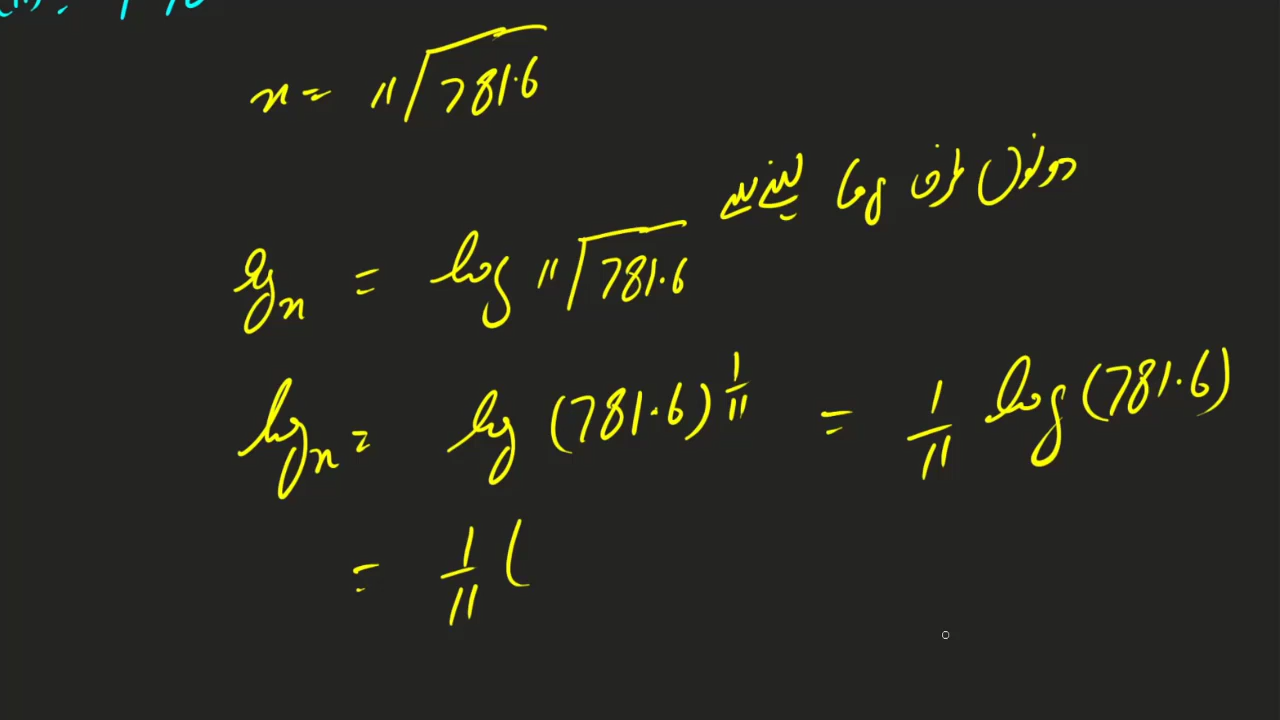 x = 11√781.6
دونوں طرف log لینے سے
log x = log 11√781.6
log x = log (781.6)^1/11 = 1/11 log (781.6)
= 1/11 (